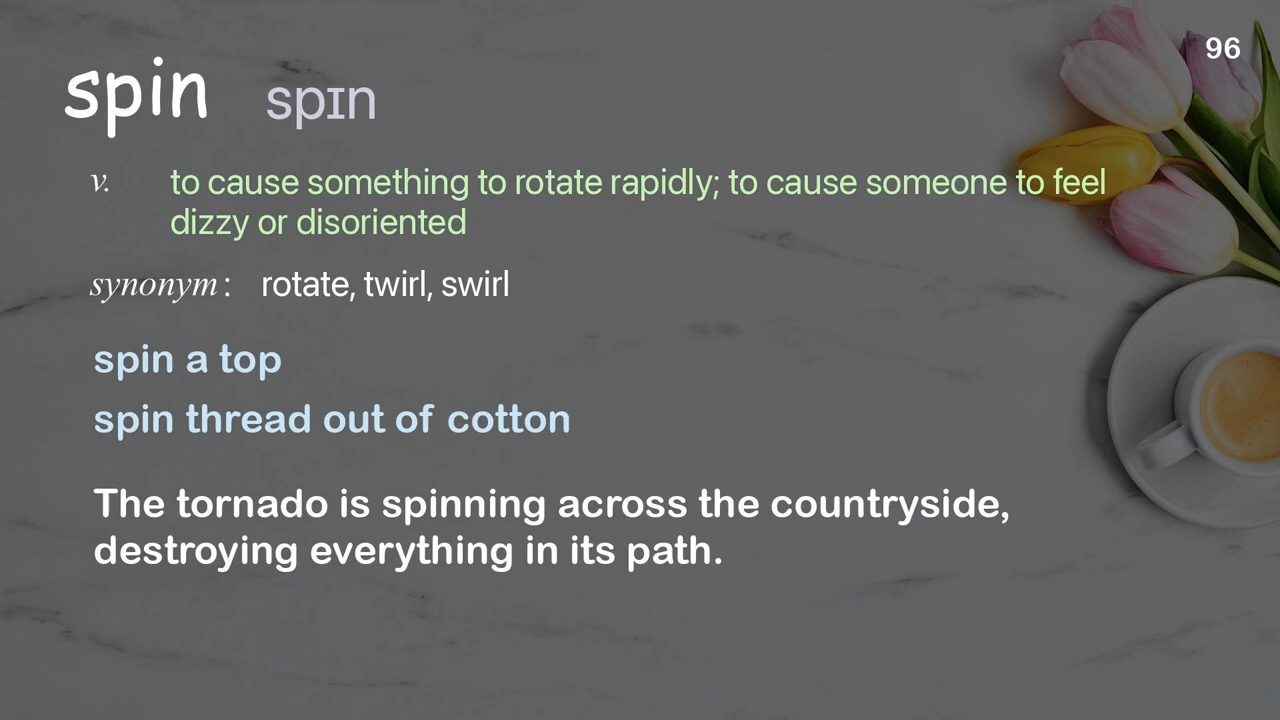 96
spin spɪn
v. to cause something to rotate rapidly; to cause someone to feel
dizzy or disoriented
synonym: rotate, twirl, swirl
spin a top
spin thread out of cotton
The tornado is spinning across the countryside,
destroying everything in its path.